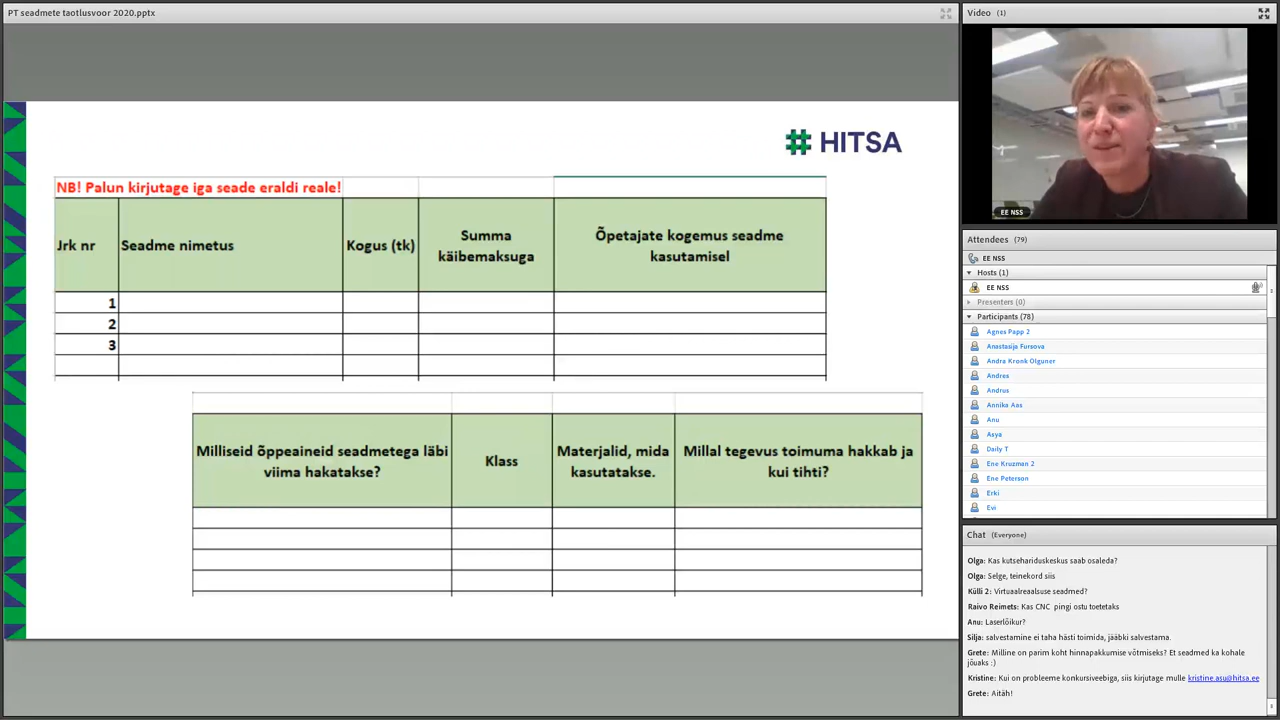 PT seadmete taotlusvoor 2020.pptx
HITSA
NB! Palun kirjutage iga seade eraldi reale!
Jrk nr
Seadme nimetus
Kogus (tk)
Summa
käibemaksuga
Õpetajate kogemus seadme
kasutamisel
1
2
3
Milliseid õppeaineid seadmetega läbi
viima hakatakse?
Klass
Materjalid, mida
kasutatakse.
Millal tegevus toimuma hakkab ja
kui tihti?
Video (1)
EE NSS
Attendees (79)
EE NSS
Hosts (1)
EE NSS
Presenters (0)
Participants (78)
Agnes Papp 2
Anastasija Fursova
Andra Kronk Olguner
Andres
Andrus
Annika Aas
Anu
Asya
Daily T
Ene Kruzman 2
Ene Peterson
Erki
Evi
Chat (Everyone)
Olga: Kas kutsehariduskeskus saab osaleda?
Olga: Selge, teinekord siis
Külli 2: Virtuaalreaalsuse seadmed?
Raivo Reimets: Kas CNC pingi ostu toetetaks
Anu: Laserlõikur?
Silja: salvestamine ei taha hästi toimida, jääbki salvestama.
Grete: Milline on parim koht hinnapakkumise võtmiseks? Et seadmed ka kohale
jõuaks :)
Kristine: Kui on probleeme konkursiveebiga, siis kirjutage mulle kristine.asu@hitsa.ee
Grete: Aitäh!